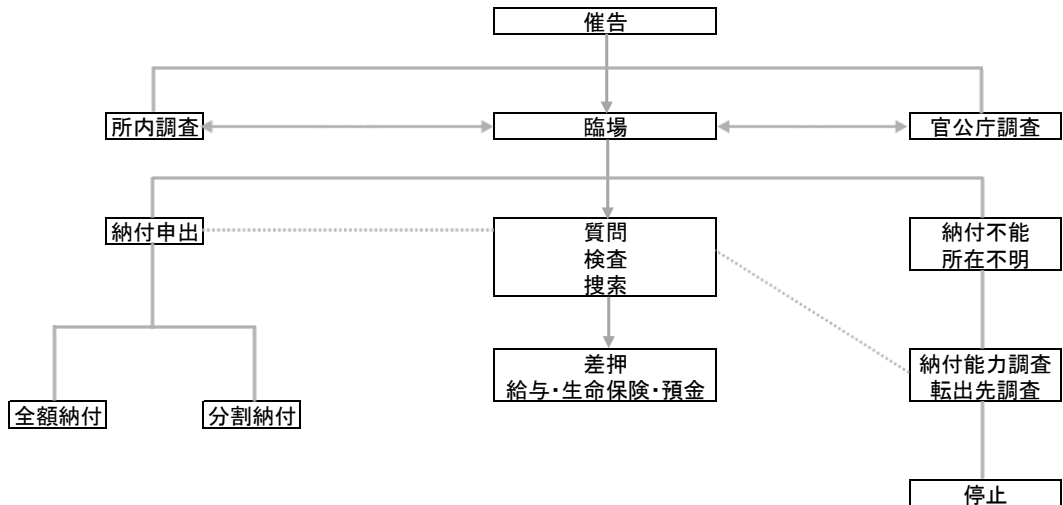 催告
所内調査
臨場
官公庁調査
納付申出
質問
検査
捜索
納付不能
所在不明
差押
給与・生命保険・預金
納付能力調査
転出先調査
全額納付
分割納付
停止